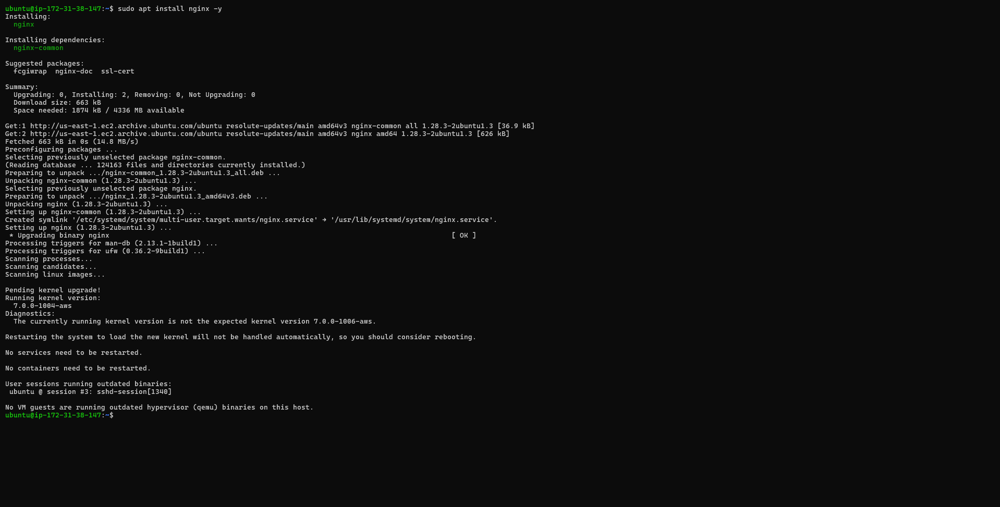 ubuntu@ip-172-31-38-147:~$ sudo apt install nginx -y
Installing:
  nginx

Installing dependencies:
  nginx-common

Suggested packages:
  fcgiwrap  nginx-doc  ssl-cert

Summary:
  Upgrading: 0, Installing: 2, Removing: 0, Not Upgrading: 0
  Download size: 663 kB
  Space needed: 1874 kB / 4336 MB available

Get:1 http://us-east-1.ec2.archive.ubuntu.com/ubuntu resolute-updates/main amd64v3 nginx-common all 1.28.3-2ubuntu1.3 [36.9 kB]
Get:2 http://us-east-1.ec2.archive.ubuntu.com/ubuntu resolute-updates/main amd64v3 nginx amd64 1.28.3-2ubuntu1.3 [626 kB]
Fetched 663 kB in 0s (14.8 MB/s)
Preconfiguring packages ...
Selecting previously unselected package nginx-common.
(Reading database ... 124163 files and directories currently installed.)
Preparing to unpack .../nginx-common_1.28.3-2ubuntu1.3_all.deb ...
Unpacking nginx-common (1.28.3-2ubuntu1.3) ...
Selecting previously unselected package nginx.
Preparing to unpack .../nginx_1.28.3-2ubuntu1.3_amd64v3.deb ...
Unpacking nginx (1.28.3-2ubuntu1.3) ...
Setting up nginx-common (1.28.3-2ubuntu1.3) ...
Created symlink '/etc/systemd/system/multi-user.target.wants/nginx.service' → '/usr/lib/systemd/system/nginx.service'.
Setting up nginx (1.28.3-2ubuntu1.3) ...
 * Upgrading binary nginx                                                                                  [ OK ]
Processing triggers for man-db (2.13.1-1build1) ...
Processing triggers for ufw (0.36.2-9build1) ...
Scanning processes...
Scanning candidates...
Scanning linux images...

Pending kernel upgrade!
Running kernel version:
  7.0.0-1004-aws
Diagnostics:
  The currently running kernel version is not the expected kernel version 7.0.0-1006-aws.

Restarting the system to load the new kernel will not be handled automatically, so you should consider rebooting.

No services need to be restarted.

No containers need to be restarted.

User sessions running outdated binaries:
 ubuntu @ session #3: sshd-session[1340]

No VM guests are running outdated hypervisor (qemu) binaries on this host.
ubuntu@ip-172-31-38-147:~$